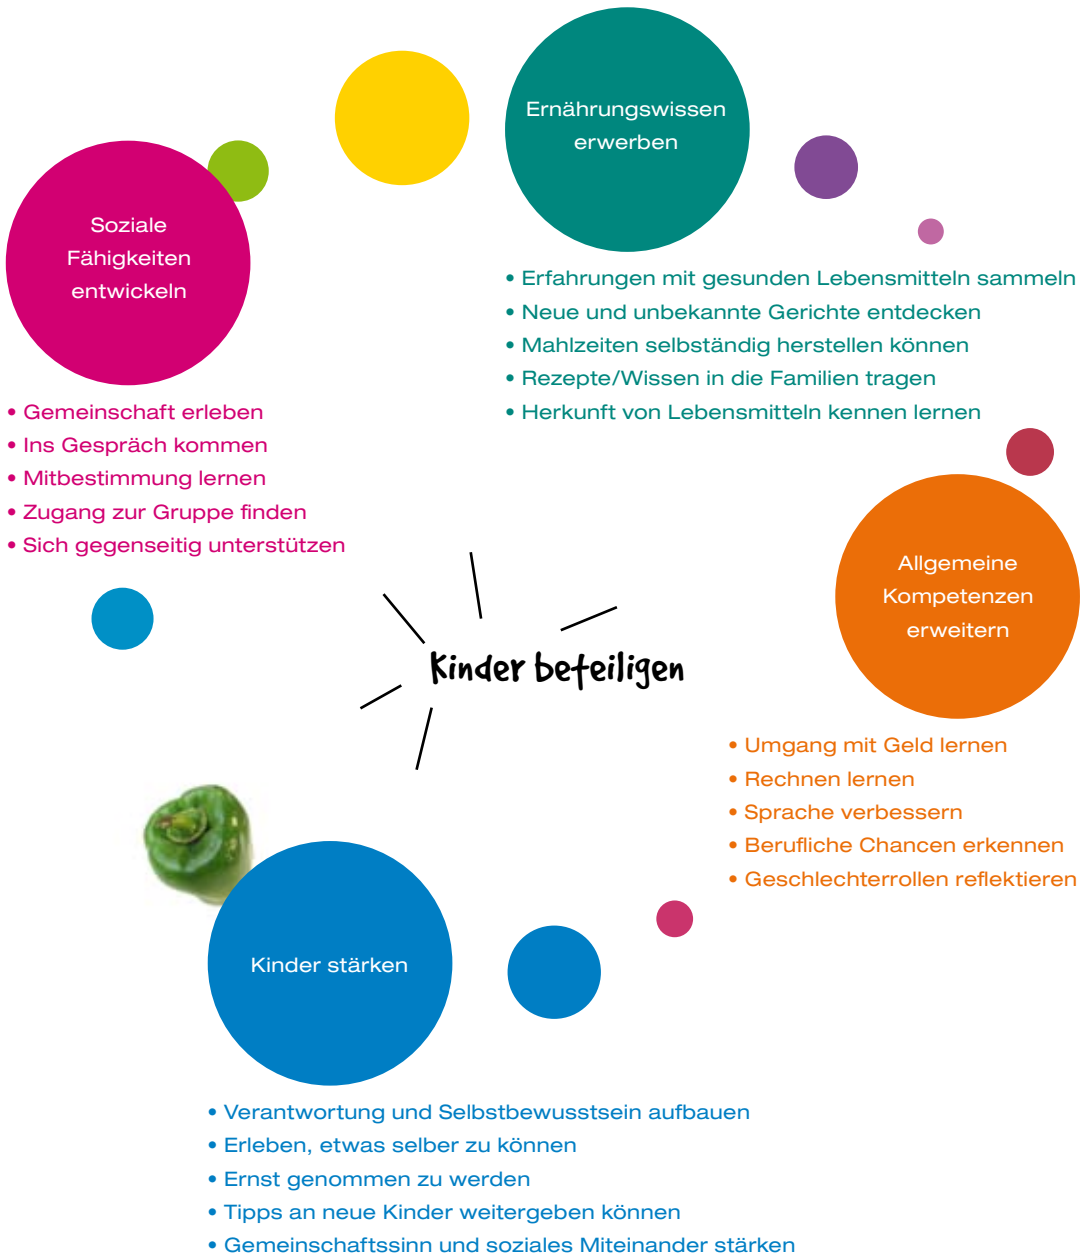 Ernährungswissen
erwerben
Soziale
Fähigkeiten
entwickeln
• Erfahrungen mit gesunden Lebensmitteln sammeln
• Neue und unbekannte Gerichte entdecken
• Mahlzeiten selbständig herstellen können
• Rezepte/Wissen in die Familien tragen
• Herkunft von Lebensmitteln kennen lernen
• Gemeinschaft erleben
• Ins Gespräch kommen
• Mitbestimmung lernen
• Zugang zur Gruppe finden
• Sich gegenseitig unterstützen
Allgemeine
Kompetenzen
erweitern
Kinder beteiligen
• Umgang mit Geld lernen
• Rechnen lernen
• Sprache verbessern
• Berufliche Chancen erkennen
• Geschlechterrollen reflektieren
Kinder stärken
• Verantwortung und Selbstbewusstsein aufbauen
• Erleben, etwas selber zu können
• Ernst genommen zu werden
• Tipps an neue Kinder weitergeben können
• Gemeinschaftssinn und soziales Miteinander stärken